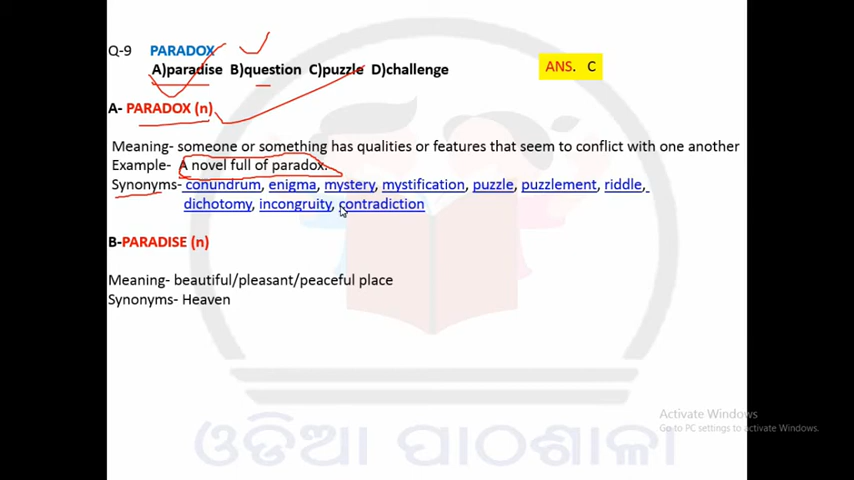 Q-9 PARADOX
A)paradise B)question C)puzzle D)challenge
ANS. C
A- PARADOX (n)
Meaning- someone or something has qualities or features that seem to conflict with one another
Example- A novel full of paradox.
Synonyms- conundrum, enigma, mystery, mystification, puzzle, puzzlement, riddle,
dichotomy, incongruity, contradiction
B-PARADISE (n)
Meaning- beautiful/pleasant/peaceful place
Synonyms- Heaven
Activate Windows
Go to PC settings to activate Windows.
ଓଡିଆ ପାଠଶାଳା